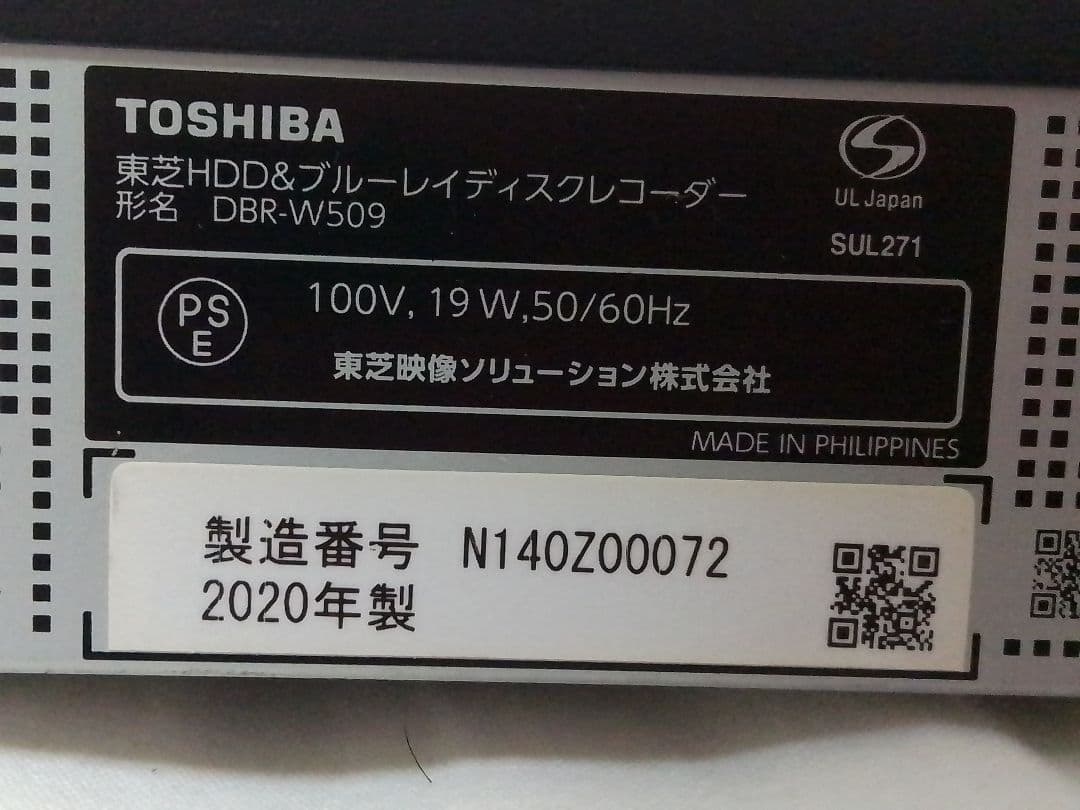 TOSHIBA
東芝HDD&ブルーレイディスクレコーダー
形名 DBR-W509
UL Japan
SUL271
PS
E
100V, 19 W,50/60Hz
東芝映像ソリューション株式会社
MADE IN PHILIPPINES
製造番号 N140Z00072
2020年製